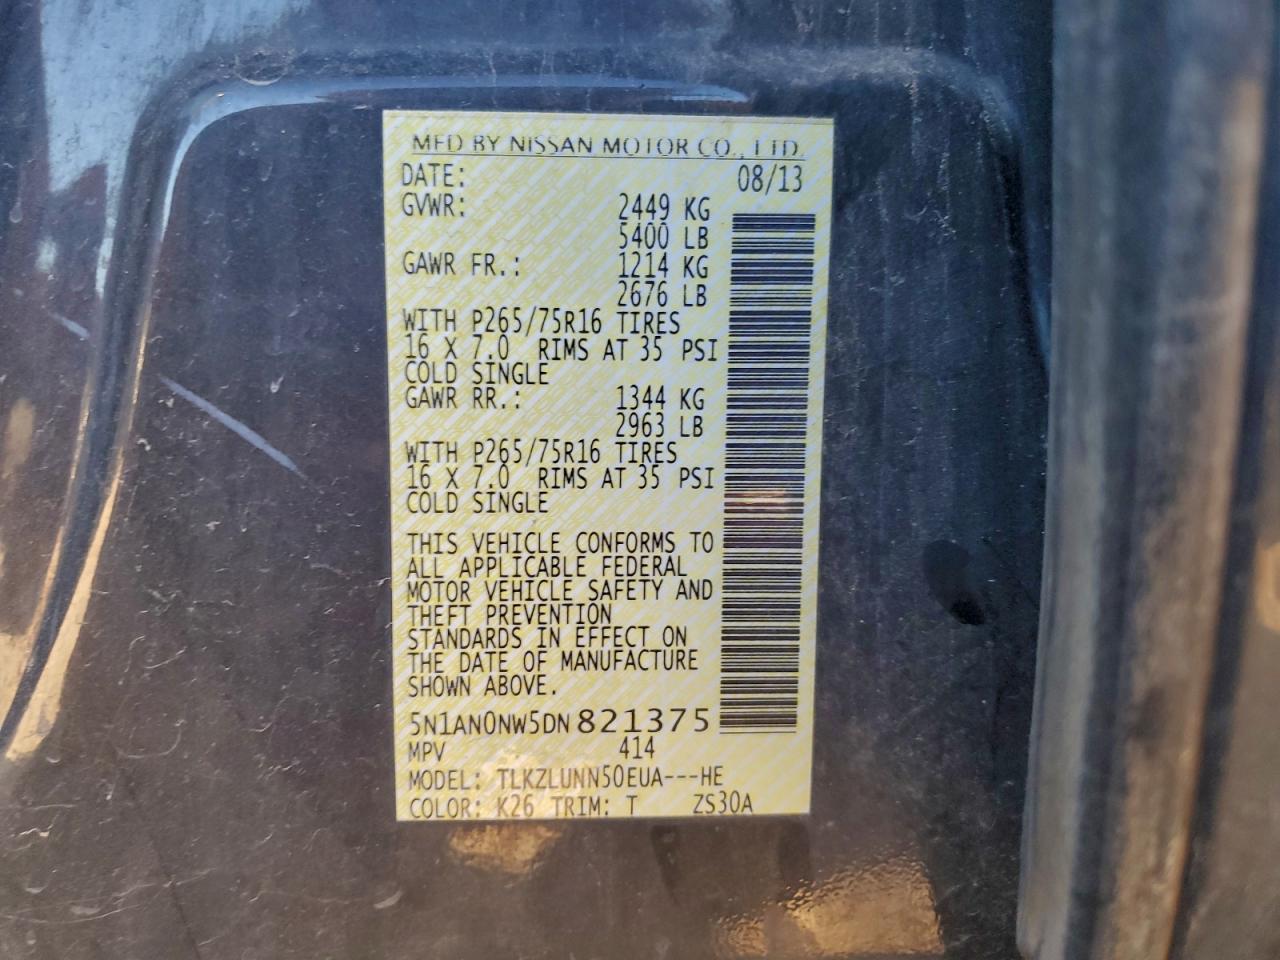 MFD BY NISSAN MOTOR CO., LTD.
DATE: 08/13
GVWR: 2449 KG
5400 LB
GAWR FR.: 1214 KG
2676 LB
WITH P265/75R16 TIRES
16 X 7.0 RIMS AT 35 PSI
COLD SINGLE
GAWR RR.: 1344 KG
2963 LB
WITH P265/75R16 TIRES
16 X 7.0 RIMS AT 35 PSI
COLD SINGLE
THIS VEHICLE CONFORMS TO
ALL APPLICABLE FEDERAL
MOTOR VEHICLE SAFETY AND
THEFT PREVENTION
STANDARDS IN EFFECT ON
THE DATE OF MANUFACTURE
SHOWN ABOVE.
5N1AN0NW5DN821375
MPV 414
MODEL: TLKZLUNN50EUA---HE
COLOR: K26 TRIM: T ZS30A